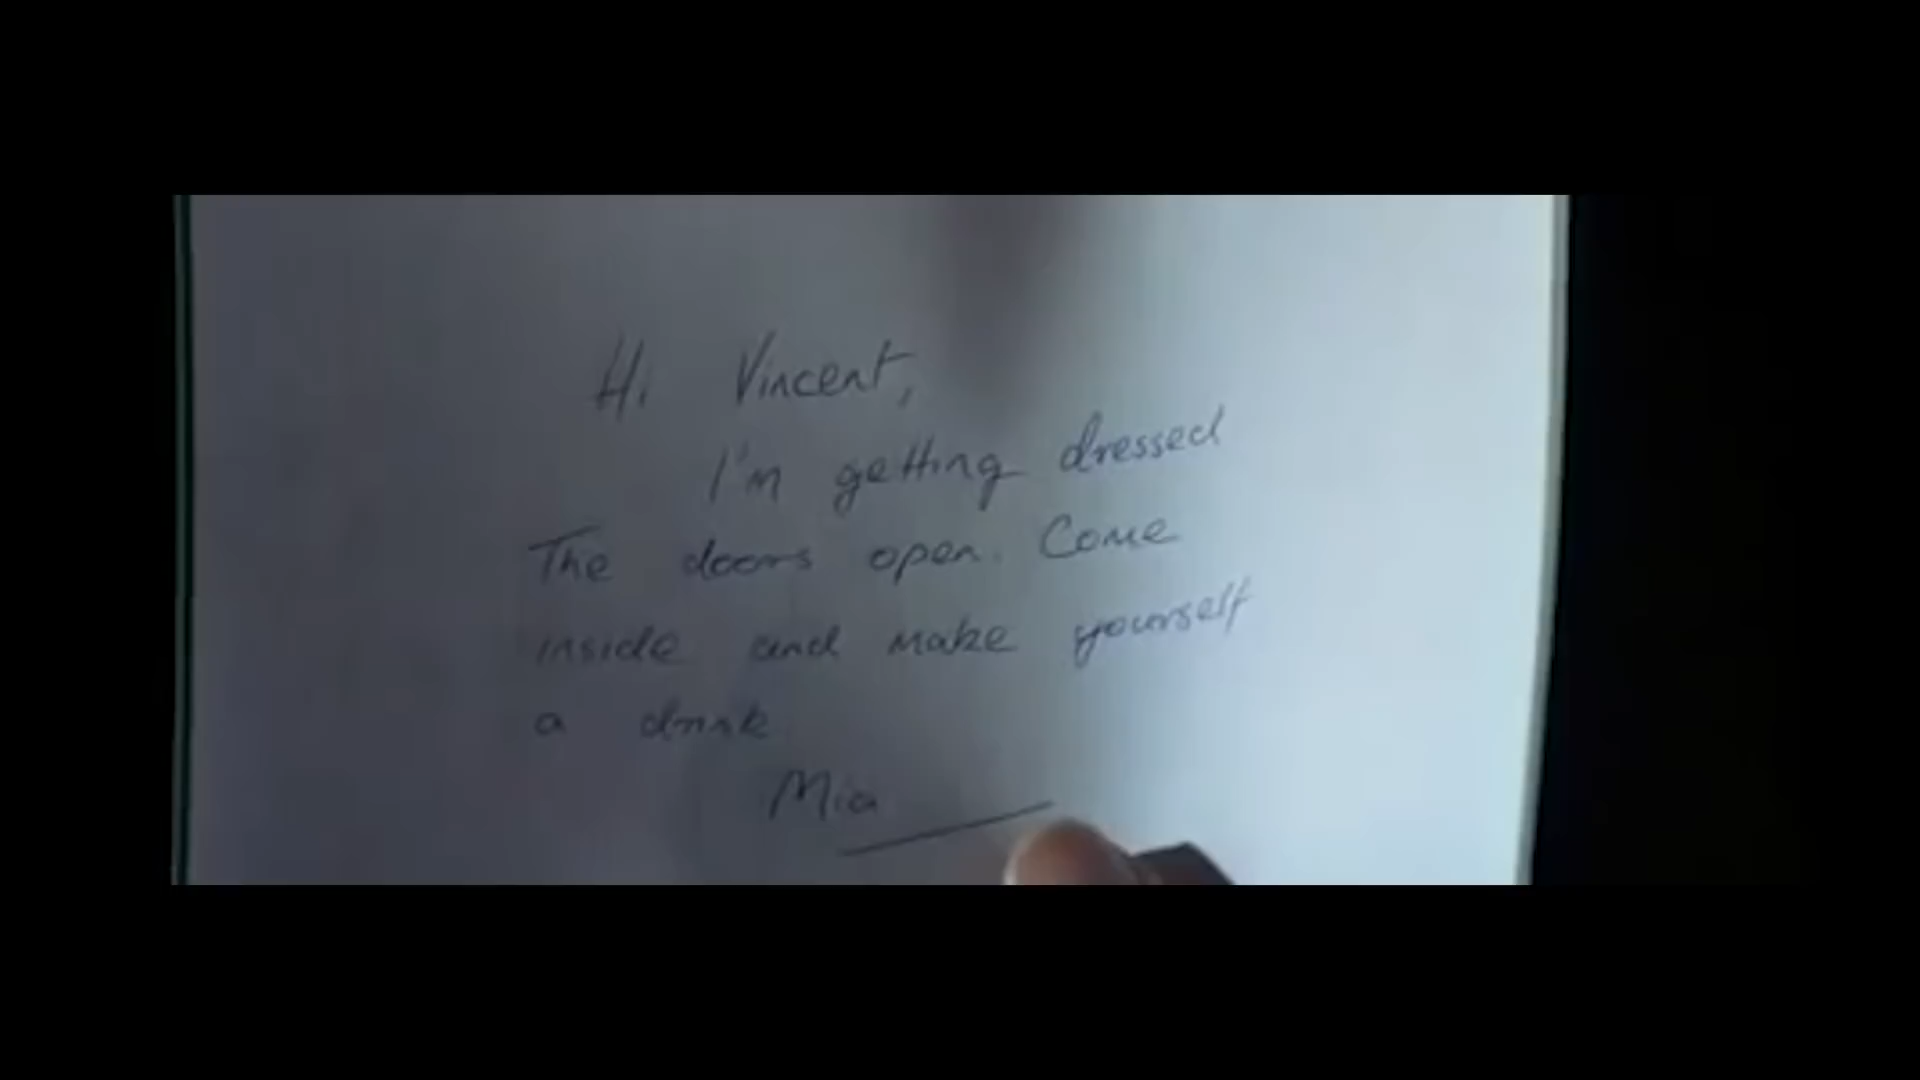 Hi Vincent,
I'm getting dressed
The doors open. Come
inside and make yourself
a drink
Mia